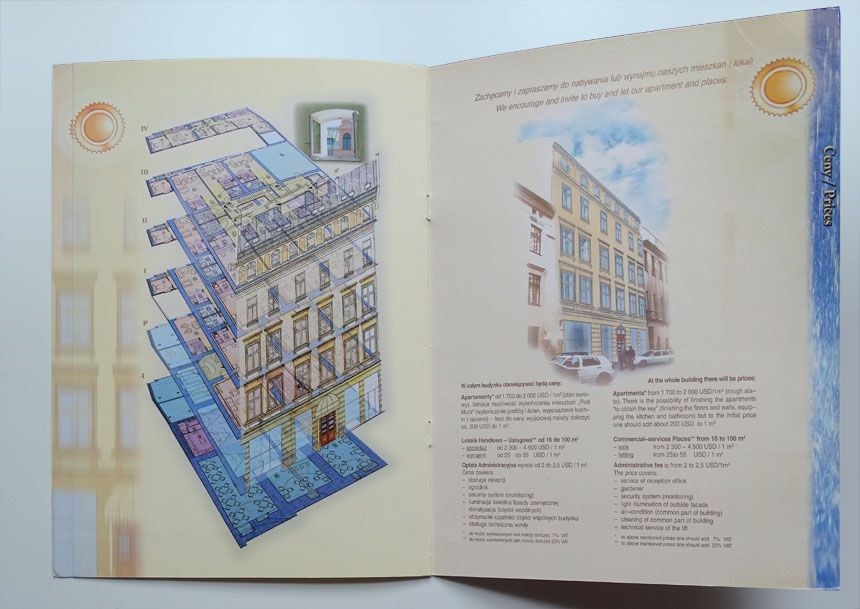 IV
III
II
I
P
-I
Zachęcamy i zapraszamy do nabywania lub wynajmu naszych mieszkań i lokali
We encourage and invite to buy and let our apartment and places.
Ceny / Prices
W całym budynku obowiązywać będą ceny:
Apartamenty* od 1 700 do 2 000 USD / 1m² (stan suro-
wy). Istnieje możliwość wykończenia mieszkań „Pod
klucz” (wykończenie podłóg i ścian, wyposażenie kuch-
ni i łazienki) – lecz do ceny wyjściowej należy doliczyć
ok. 200 USD do 1 m².
Lokale Handlowo – Usługowe** od 16 do 100 m²
– sprzedaż od 2 300 – 4 500 USD / 1 m²
– wynajem od 25 do 55 USD / 1 m²
Opłata Administracyjna wynosi od 2 do 2,5 USD / 1 m².
Cena zawiera:
– obsługa recepcji
– ogrodnik
– security system (monitoring)
– iluminacja świetlna fasady zewnętrznej
– klimatyzacja (części wspólnych)
– utrzymanie czystości części wspólnych budynku
– obsługa techniczna windy
* do wyżej wymienionych cen należy doliczyć 7% VAT
** do wyżej wymienionych cen należy doliczyć 22% VAT
At the whole building there will be prices:
Apartments* from 1 700 to 2 000 USD/1m² (rough sta-
te). There is the possibility of finishing the apartments
"to obtain the key" (finishing the floors and walls, equip-
ping the kitchen and bathroom) but to the initial price
one should add about 200 USD to 1 m²
Commercial–services Places** from 16 to 100 m²
– sale from 2 300 – 4 500 USD / 1 m²
– letting from 25 to 55 USD / 1 m²
Administrative fee is from 2 to 2,5 USD/1m²
The price covers:
– service of reception office
– gardener
– security system (monitoring)
– light illumination of outside facade
– air–condition (common part of building)
– cleaning of common part of building
– technical service of the lift
* to above mentioned prices one should add 7% VAT
** to above mentioned prices one should add 22% VAT